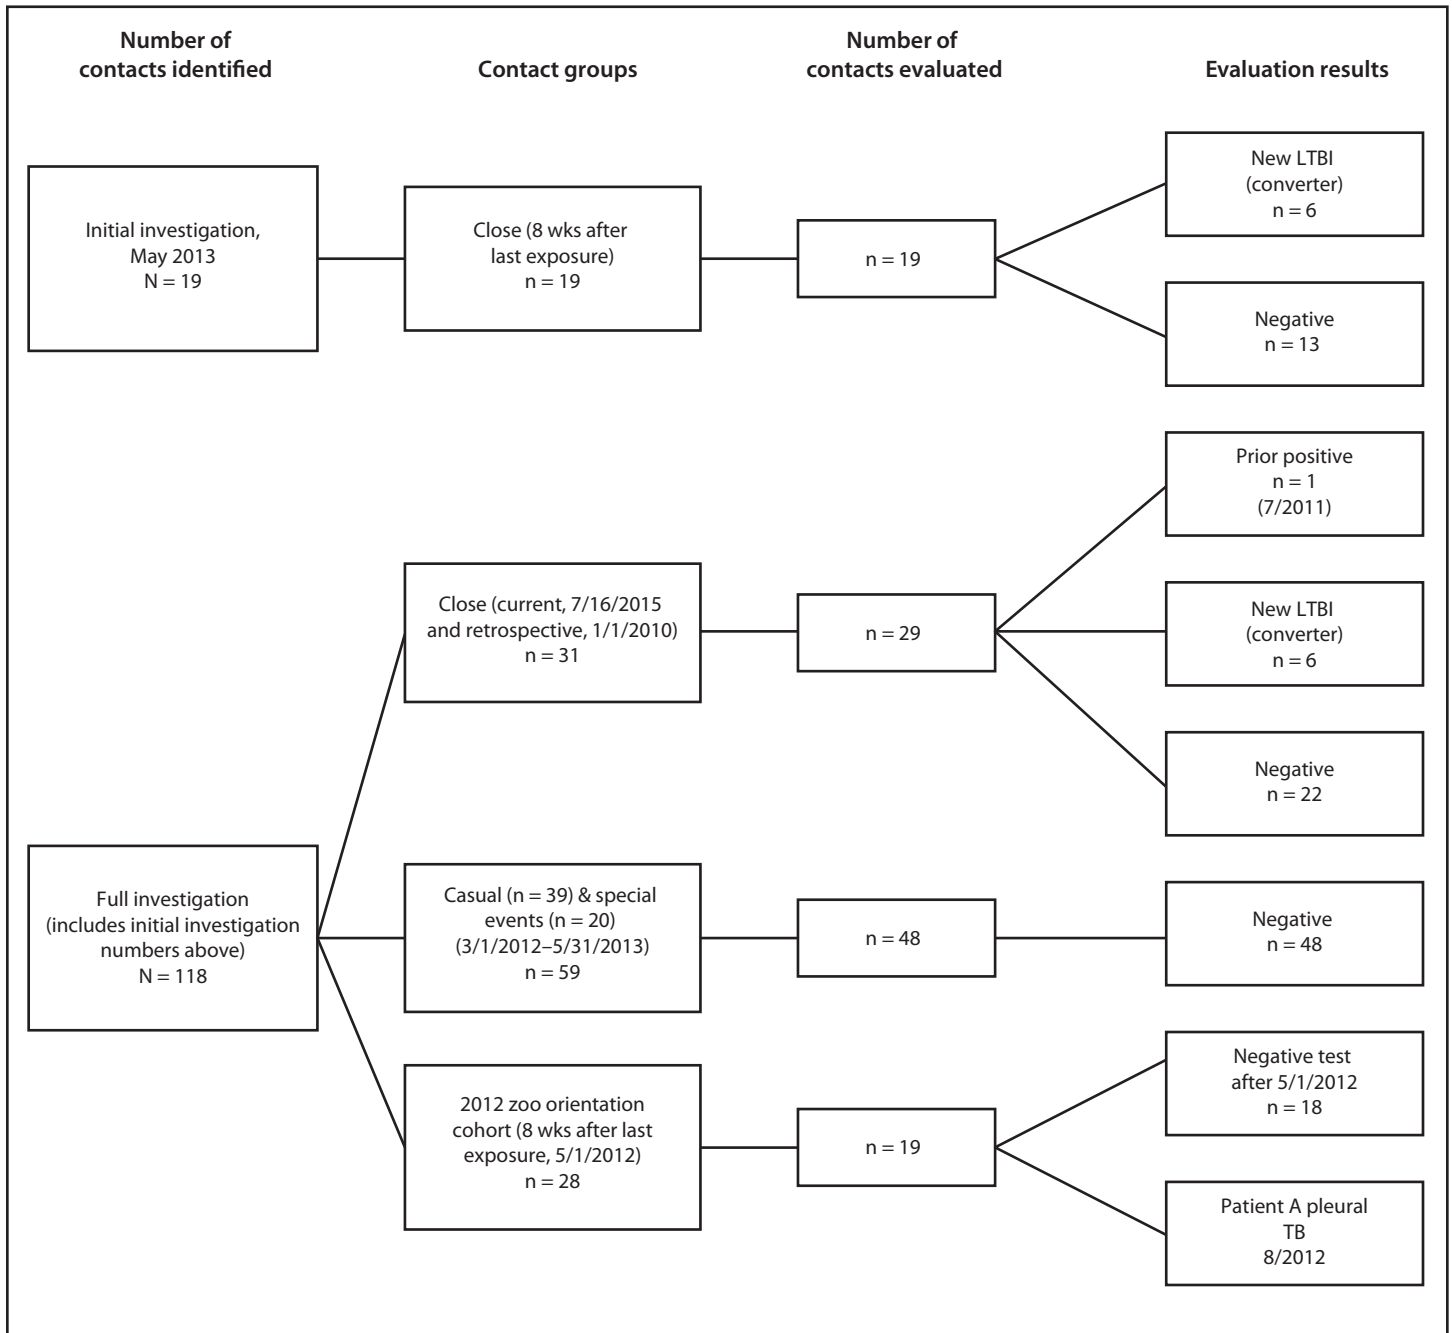 Number of
contacts identified
Contact groups
Number of
contacts evaluated
Evaluation results
Initial investigation,
May 2013
N = 19
Close (8 wks after
last exposure)
n = 19
n = 19
New LTBI
(converter)
n = 6
Negative
n = 13
Full investigation
(includes initial investigation
numbers above)
N = 118
Close (current, 7/16/2015
and retrospective, 1/1/2010)
n = 31
n = 29
Prior positive
n = 1
(7/2011)
New LTBI
(converter)
n = 6
Negative
n = 22
Casual (n = 39) & special
events (n = 20)
(3/1/2012–5/31/2013)
n = 59
n = 48
Negative
n = 48
2012 zoo orientation
cohort (8 wks after last
exposure, 5/1/2012)
n = 28
n = 19
Negative test
after 5/1/2012
n = 18
Patient A pleural
TB
8/2012